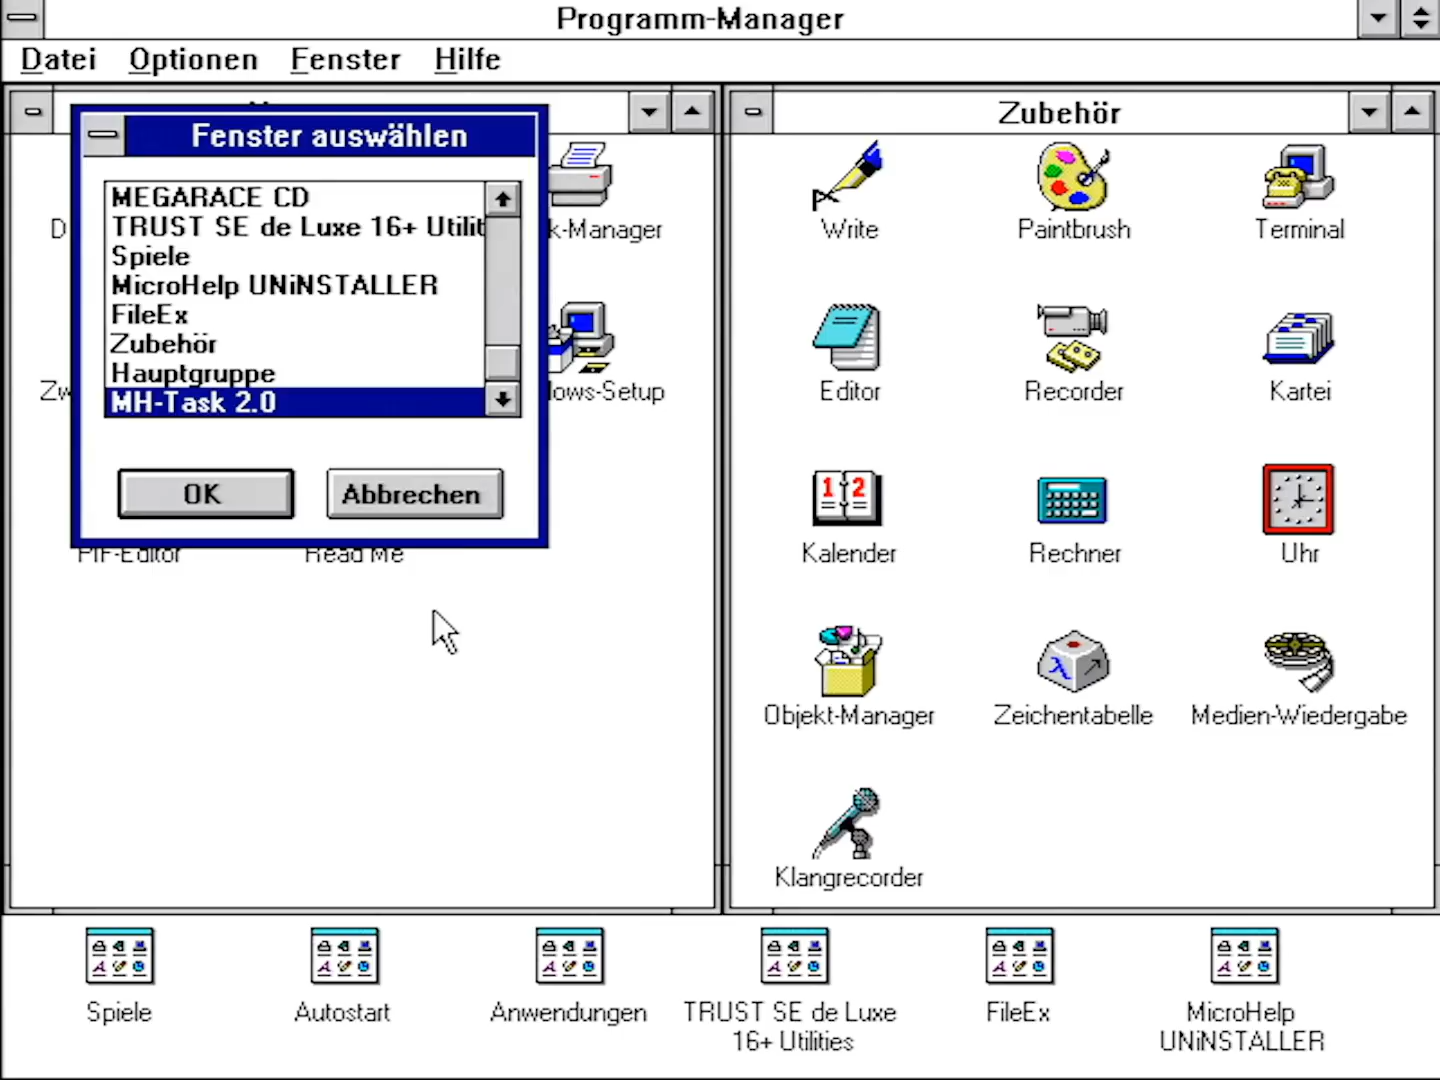 Programm-Manager
Datei Optionen Fenster Hilfe
Zubehör
Fenster auswählen
MEGARACE CD
TRUST SE de Luxe 16+ Utilit
Spiele
MicroHelp UNiNSTALLER
FileEx
Zubehör
Hauptgruppe
MH-Task 2.0
OK Abbrechen
k-Manager
dows-Setup
PIF-Editor Read Me
Write Paintbrush Terminal
Editor Recorder Kartei
Kalender Rechner Uhr
Objekt-Manager Zeichentabelle Medien-Wiedergabe
Klangrecorder
Spiele Autostart Anwendungen TRUST SE de Luxe FileEx MicroHelp
16+ Utilities UNiNSTALLER